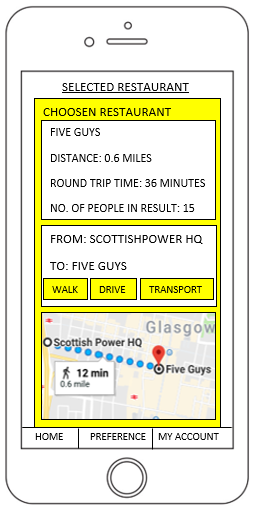 SELECTED RESTAURANT
CHOOSEN RESTAURANT
FIVE GUYS
DISTANCE: 0.6 MILES
ROUND TRIP TIME: 36 MINUTES
NO. OF PEOPLE IN RESULT: 15
FROM: SCOTTISHPOWER HQ
TO: FIVE GUYS
WALK DRIVE TRANSPORT
Glasgow
Scottish Power HQ
12 min
0.6 mile
Five Guys
HOME PREFERENCE MY ACCOUNT